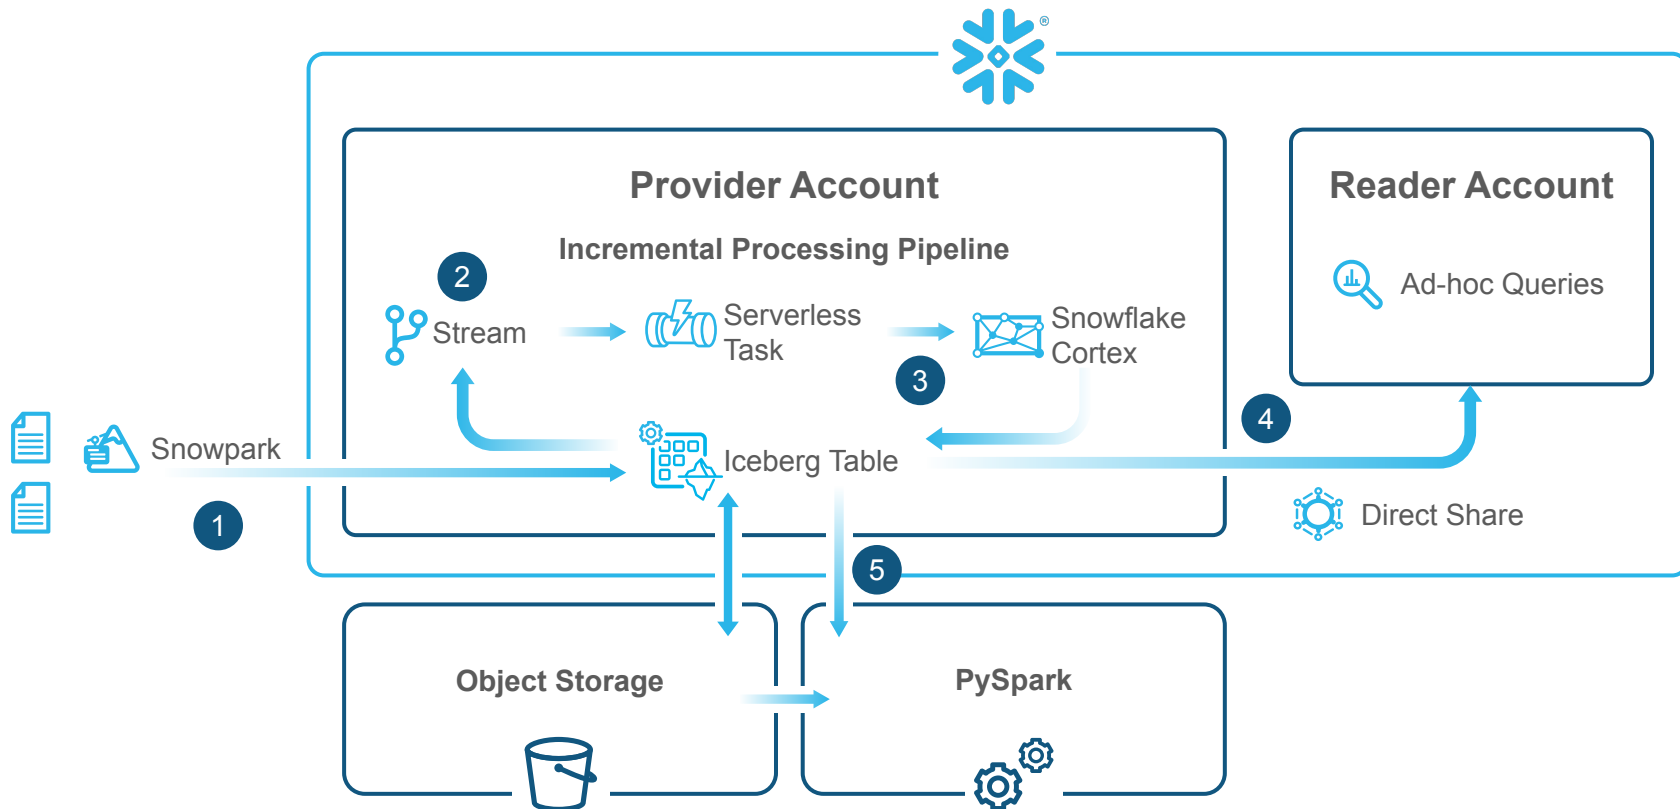 ®
Provider Account
Reader Account
Incremental Processing Pipeline
2
Stream
Serverless
Task
Snowflake
Cortex
Ad-hoc Queries
3
4
Snowpark
Iceberg Table
1
Direct Share
5
Object Storage
PySpark